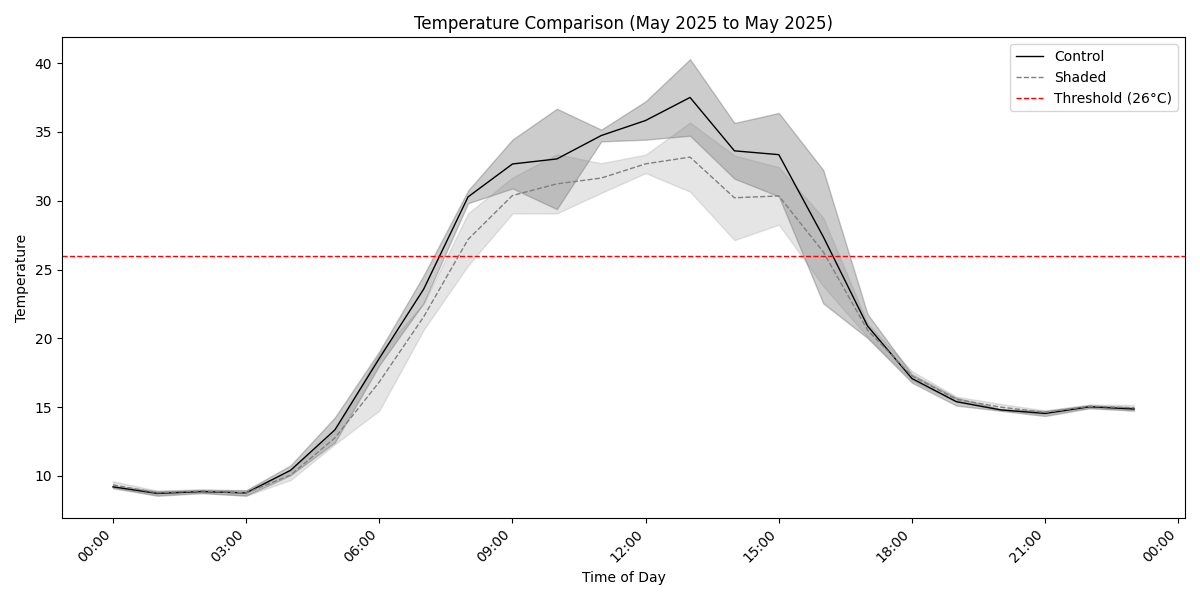 Temperature Comparison (May 2025 to May 2025)
Control
Shaded
Threshold (26°C)
Temperature
40
35
30
25
20
15
10
00:00
03:00
06:00
09:00
12:00
15:00
18:00
21:00
00:00
Time of Day